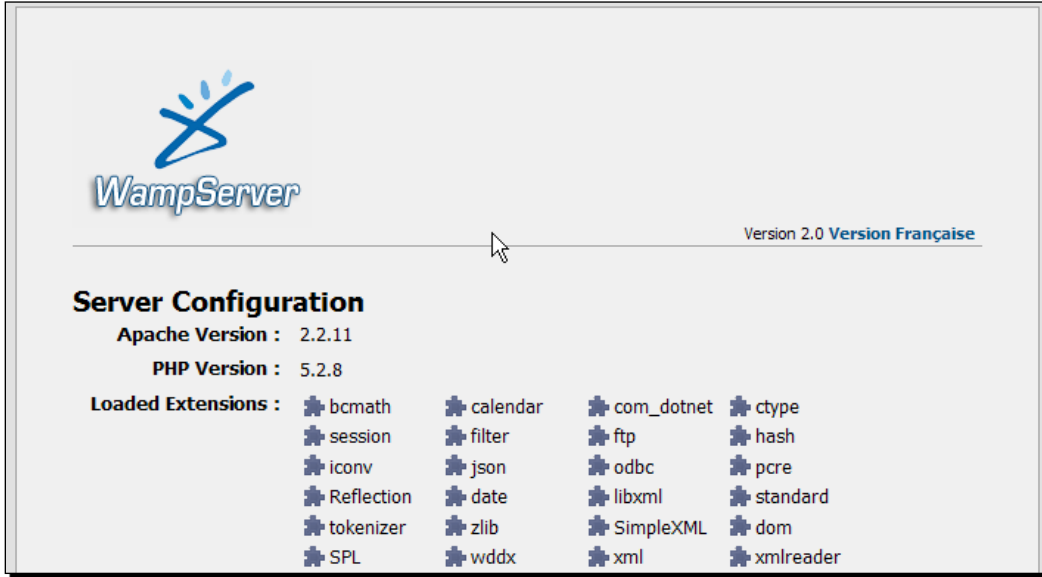 WampServer
Version 2.0 Version Française
Server Configuration
Apache Version : 2.2.11
PHP Version : 5.2.8
Loaded Extensions : bcmath calendar com_dotnet ctype
session filter ftp hash
iconv json odbc pcre
Reflection date libxml standard
tokenizer zlib SimpleXML dom
SPL wddx xml xmlreader